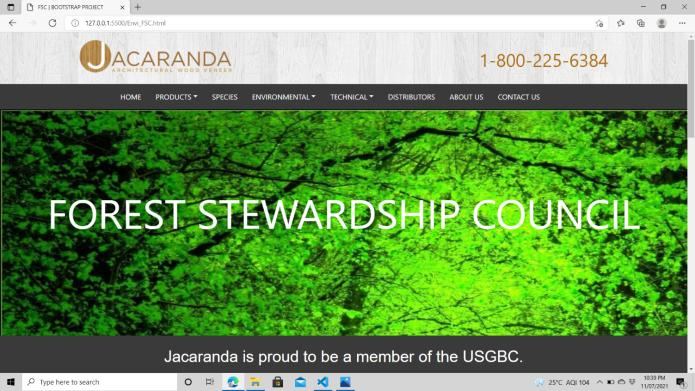 FSC | BOOTSTRAP PROJECT
127.0.0.1:5500/Envi_FSC.html
JACARANDA
ARCHITECTURAL WOOD VENEER
1-800-225-6384
HOME PRODUCTS SPECIES ENVIRONMENTAL TECHNICAL DISTRIBUTORS ABOUT US CONTACT US
FOREST STEWARDSHIP COUNCIL
Jacaranda is proud to be a member of the USGBC.
Type here to search
25°C AQI 104
10:39 PM
11/07/2021